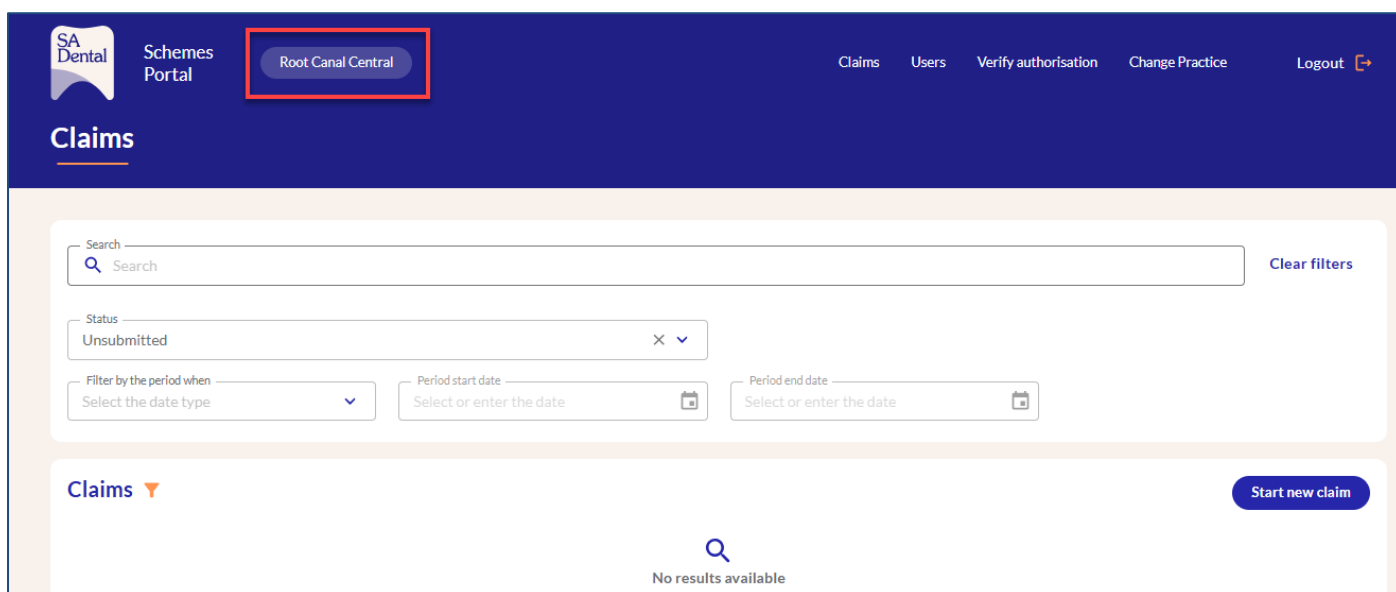 SA
Dental
Schemes
Portal
Root Canal Central
Claims
Users
Verify authorisation
Change Practice
Logout
Claims
Search
Search
Clear filters
Status
Unsubmitted
Filter by the period when
Select the date type
Period start date
Select or enter the date
Period end date
Select or enter the date
Claims
Start new claim
No results available